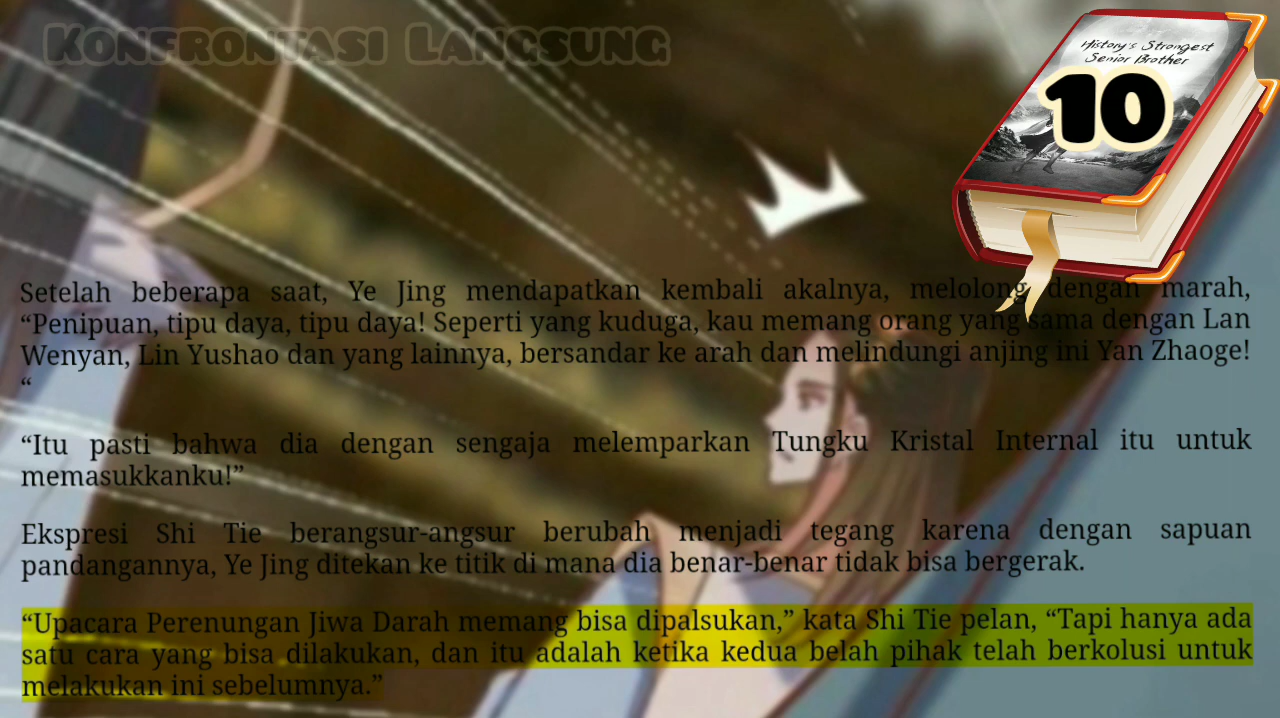 Konfrontasi Langsung
History's Strongest
Senior Brother
10
Setelah beberapa saat, Ye Jing mendapatkan kembali akalnya, melolong dengan marah,
“Penipuan, tipu daya, tipu daya! Seperti yang kuduga, kau memang orang yang sama dengan Lan
Wenyan, Lin Yushao dan yang lainnya, bersandar ke arah dan melindungi anjing ini Yan Zhaoge!
“
“Itu pasti bahwa dia dengan sengaja melemparkan Tungku Kristal Internal itu untuk
memasukkanku!”
Ekspresi Shi Tie berangsur-angsur berubah menjadi tegang karena dengan sapuan
pandangannya, Ye Jing ditekan ke titik di mana dia benar-benar tidak bisa bergerak.
“Upacara Perenungan Jiwa Darah memang bisa dipalsukan,” kata Shi Tie pelan, “Tapi hanya ada
satu cara yang bisa dilakukan, dan itu adalah ketika kedua belah pihak telah berkolusi untuk
melakukan ini sebelumnya.”